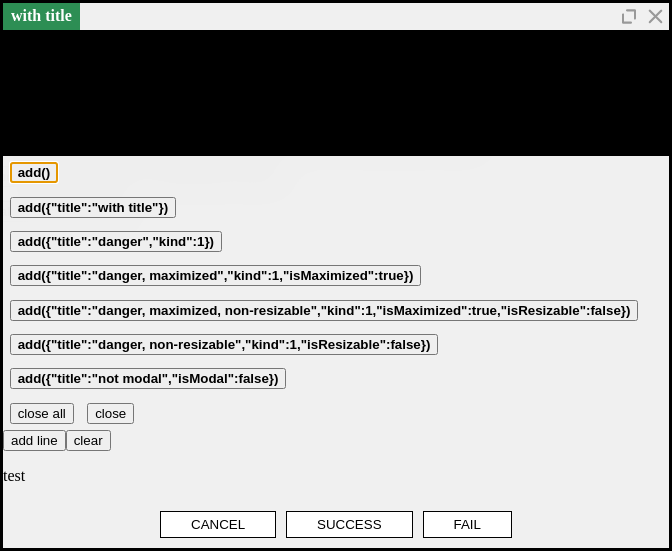 with title
add()
add({"title":"with title"})
add({"title":"danger","kind":1})
add({"title":"danger, maximized","kind":1,"isMaximized":true})
add({"title":"danger, maximized, non-resizable","kind":1,"isMaximized":true,"isResizable":false})
add({"title":"danger, non-resizable","kind":1,"isResizable":false})
add({"title":"not modal","isModal":false})
close all close
add line clear
test
CANCEL SUCCESS FAIL